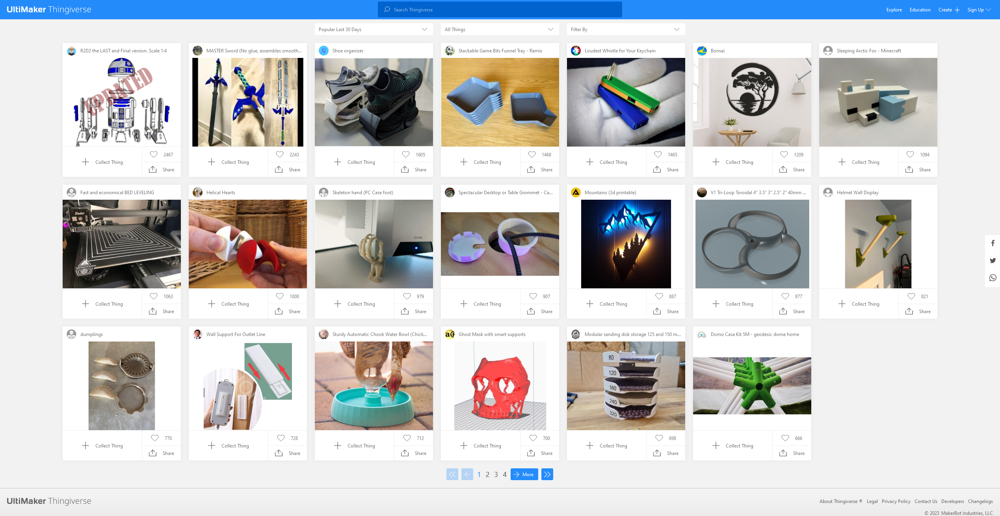 UltiMaker Thingiverse
Search Thingiverse
Explore Education Create Sign Up
Popular Last 30 Days
All Things
Filter By
R2D2 the LAST and Final version. Scale 1:4
MASTER Sword (No glue, assembles smooth...
Shoe organizer
Stackable Game Bits Funnel Tray - Remix
Loudest Whistle for Your Keychain
Bonsai
Sleeping Arctic Fox - Minecraft
UPDATED
Collect Thing 2467 Share
Collect Thing 2243 Share
Collect Thing 1605 Share
Collect Thing 1468 Share
Collect Thing 1465 Share
Collect Thing 1209 Share
Collect Thing 1094 Share
Fast and economical BED LEVELING
Helical Hearts
Skeleton hand (PC Case foot)
Spectacular Desktop or Table Grommet - Ca...
Mountains (3d printable)
V1 Tri-Loop Toroidal 4" 3.5" 3" 2.5" 2" 40mm ...
Helmet Wall Display
Ender
NCASE
Collect Thing 1063 Share
Collect Thing 1000 Share
Collect Thing 979 Share
Collect Thing 907 Share
Collect Thing 887 Share
Collect Thing 877 Share
Collect Thing 821 Share
dumplings
Wall Support For Outlet Line
Sturdy Automatic Chook Water Bowl (Chick...
Ghost Mask with smart supports
Modular sanding disk storage 125 and 150 m...
Domo Casa Kit 5M - geodesic dome home
80
120
180
240
320
Collect Thing 770 Share
Collect Thing 728 Share
Collect Thing 712 Share
Collect Thing 700 Share
Collect Thing 698 Share
Collect Thing 666 Share
1 2 3 4 More
UltiMaker Thingiverse
About Thingiverse ® Legal Privacy Policy Contact Us Developers Changelogs
© 2023 MakerBot Industries, LLC